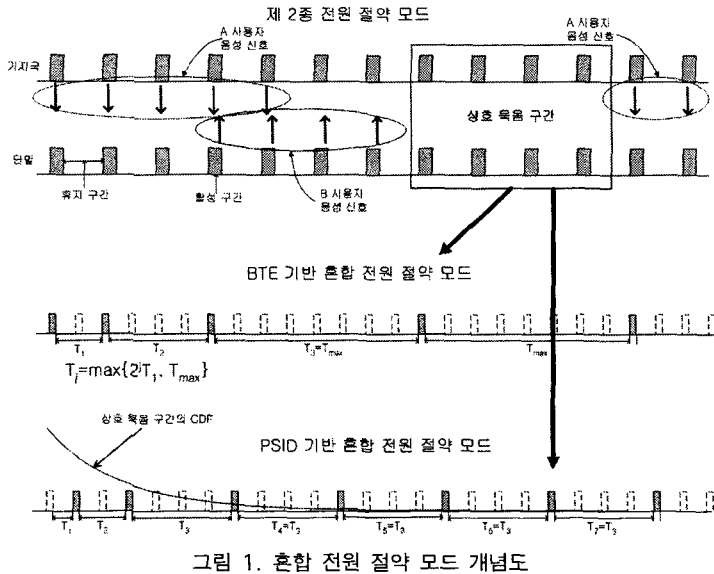 제 2종 전원 절약 모드
A 사용자
음성 신호
A 사용자
음성 신호
기지국
상호 묵음 구간
단말
휴지 구간
활성 구간
B 사용자
음성 신호
BTE 기반 혼합 전원 절약 모드
T₁
T₂
T₃=Tmax
Tmax
Tⱼ=max{2ʲT₁, Tmax}
상호 묵음 구간의 CDF
PSID 기반 혼합 전원 절약 모드
T₁
T₂
T₃
T₄=T₃
T₅=T₃
T₆=T₃
T₇=T₃
그림 1. 혼합 전원 절약 모드 개념도